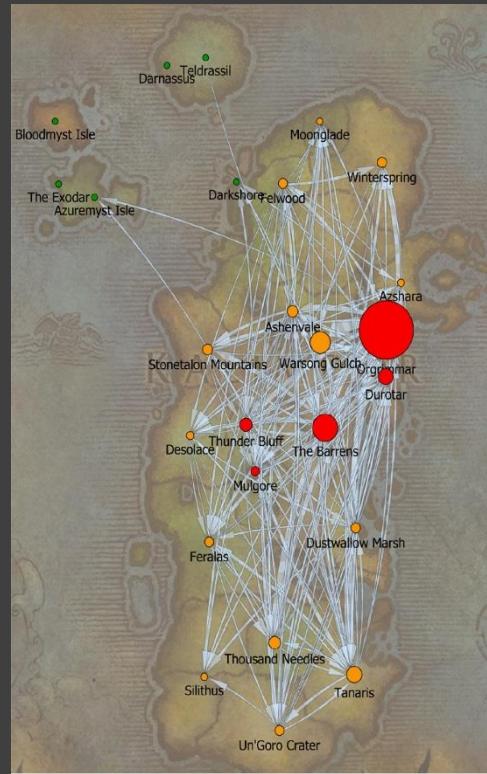 Teldrassil
Darnassus
Bloodmyst Isle
Moonglade
Winterspring
The Exodar
Darkshore
Felwood
Azuremyst Isle
Azshara
Ashenvale
Stonetalon Mountains
Warsong Gulch
Orgrimmar
Durotar
Desolace
Thunder Bluff
The Barrens
Mulgore
Dustwallow Marsh
Feralas
Thousand Needles
Silithus
Tanaris
Un'Goro Crater